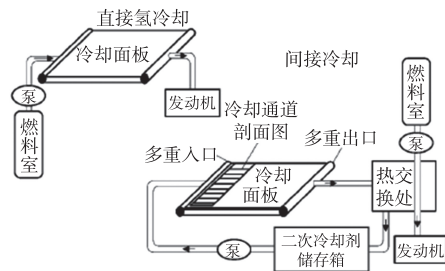 直接氢冷却
冷却面板
泵
燃料室
发动机
间接冷却
燃料室
泵
冷却通道
剖面图
多重入口
多重出口
冷却
面板
热交
换处
泵
二次冷却剂
储存箱
发动机